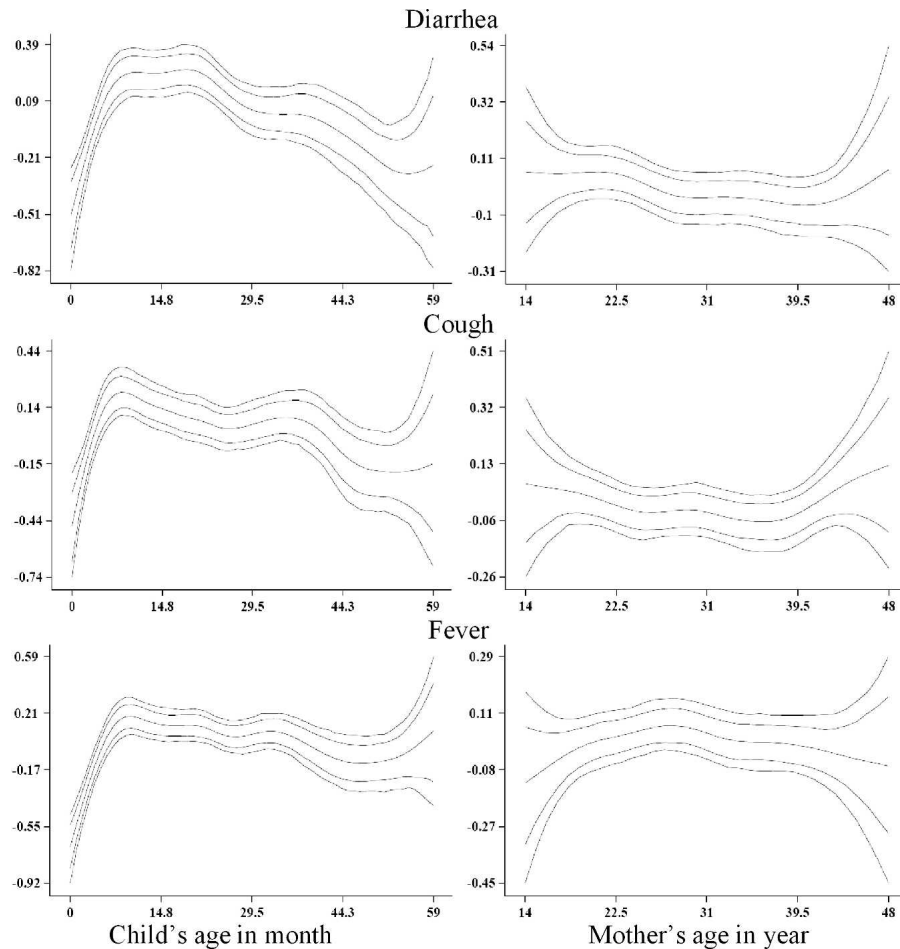 Diarrhea
0.39
0.09
-0.21
-0.51
-0.82
0 14.8 29.5 44.3 59
0.54
0.32
0.11
-0.1
-0.31
14 22.5 31 39.5 48
Cough
0.44
0.14
-0.15
-0.44
-0.74
0 14.8 29.5 44.3 59
0.51
0.32
0.13
-0.06
-0.26
14 22.5 31 39.5 48
Fever
0.59
0.21
-0.17
-0.55
-0.92
0 14.8 29.5 44.3 59
0.29
0.11
-0.08
-0.27
-0.45
14 22.5 31 39.5 48
Child's age in month
Mother's age in year